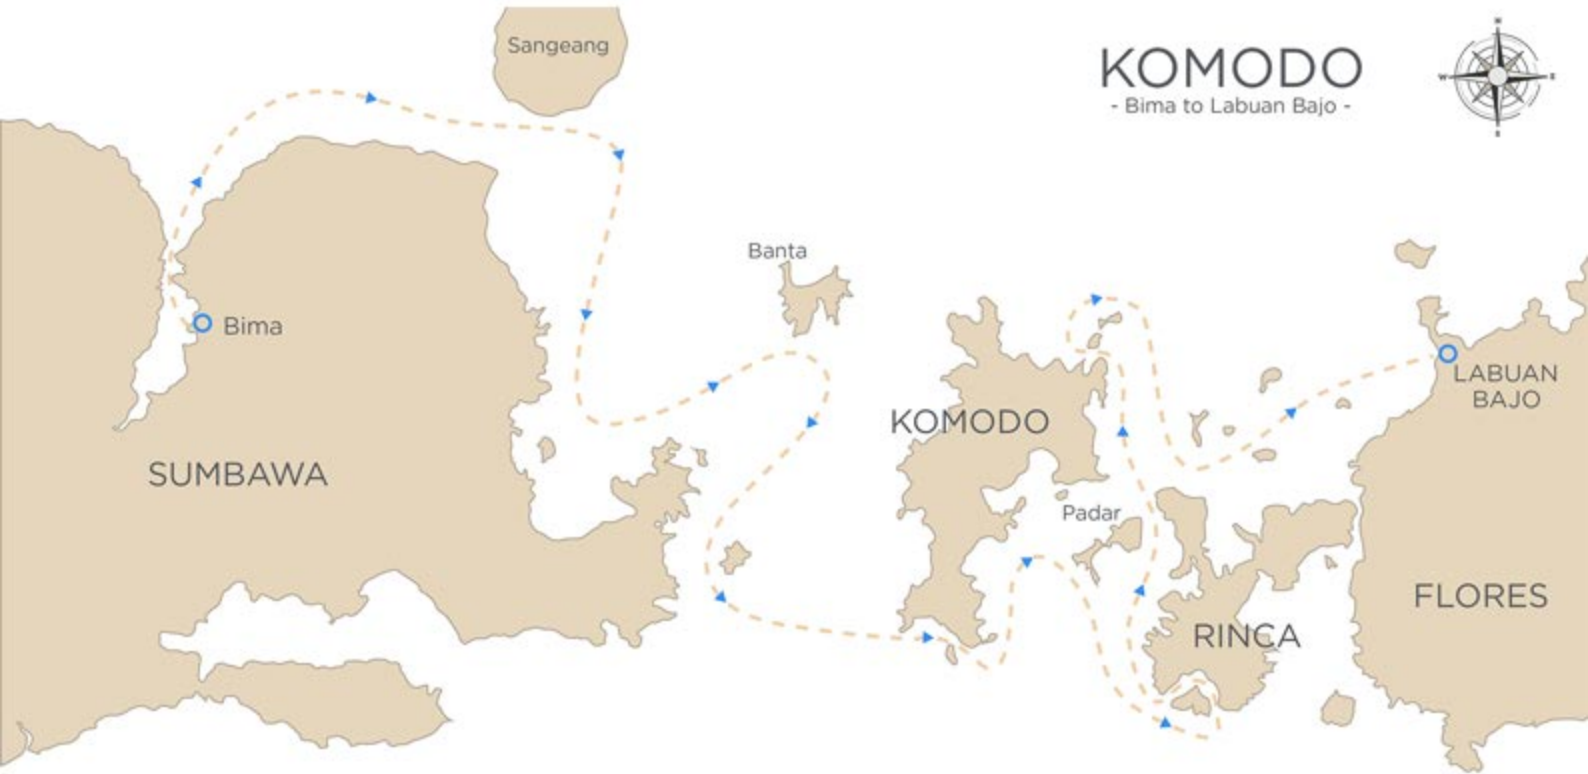 Sangeang
KOMODO
- Bima to Labuan Bajo -
N
W
E
S
Banta
Bima
LABUAN
BAJO
KOMODO
SUMBAWA
Padar
FLORES
RINCA